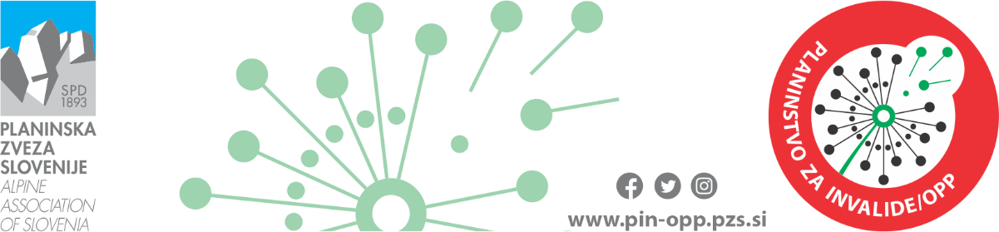 SPD
1893
PLANINSKA
ZVEZA
SLOVENIJE
ALPINE
ASSOCIATION
OF SLOVENIA
www.pin-opp.pzs.si
PLANINSTVO ZA INVALIDE/OPP